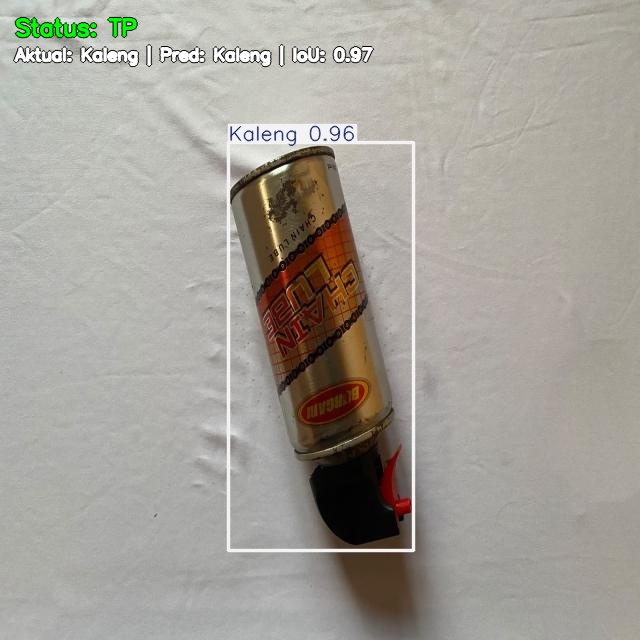 Status: TP
Aktual: Kaleng | Pred: Kaleng | IoU: 0.97
Kaleng 0.96
CHAIN LUBE
CHAIN
LUBE